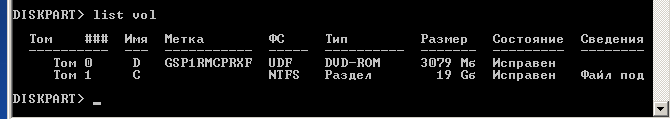 DISKPART> list vol
Том ### Имя Метка ФС Тип Размер Состояние Сведения
---------- --- ----------- ----- ---------- ------- --------- --------
Том 0 D GSP1RMCPRXF UDF DVD-ROM 3079 Мб Исправен
Том 1 C NTFS Раздел 19 Gб Исправен Файл под
DISKPART> _